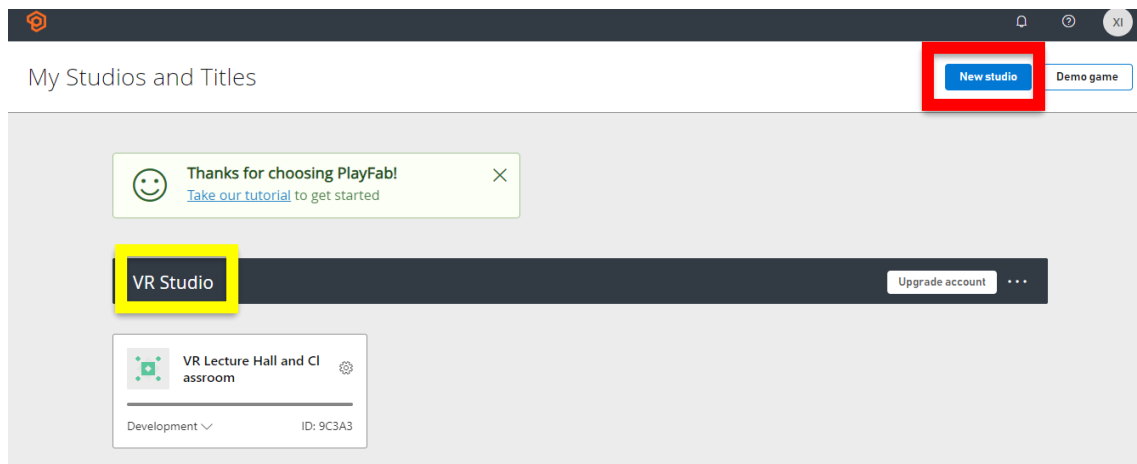 XI
My Studios and Titles
New studio
Demo game
Thanks for choosing PlayFab!
Take our tutorial to get started
VR Studio
Upgrade account
VR Lecture Hall and Cl
assroom
Development
ID: 9C3A3